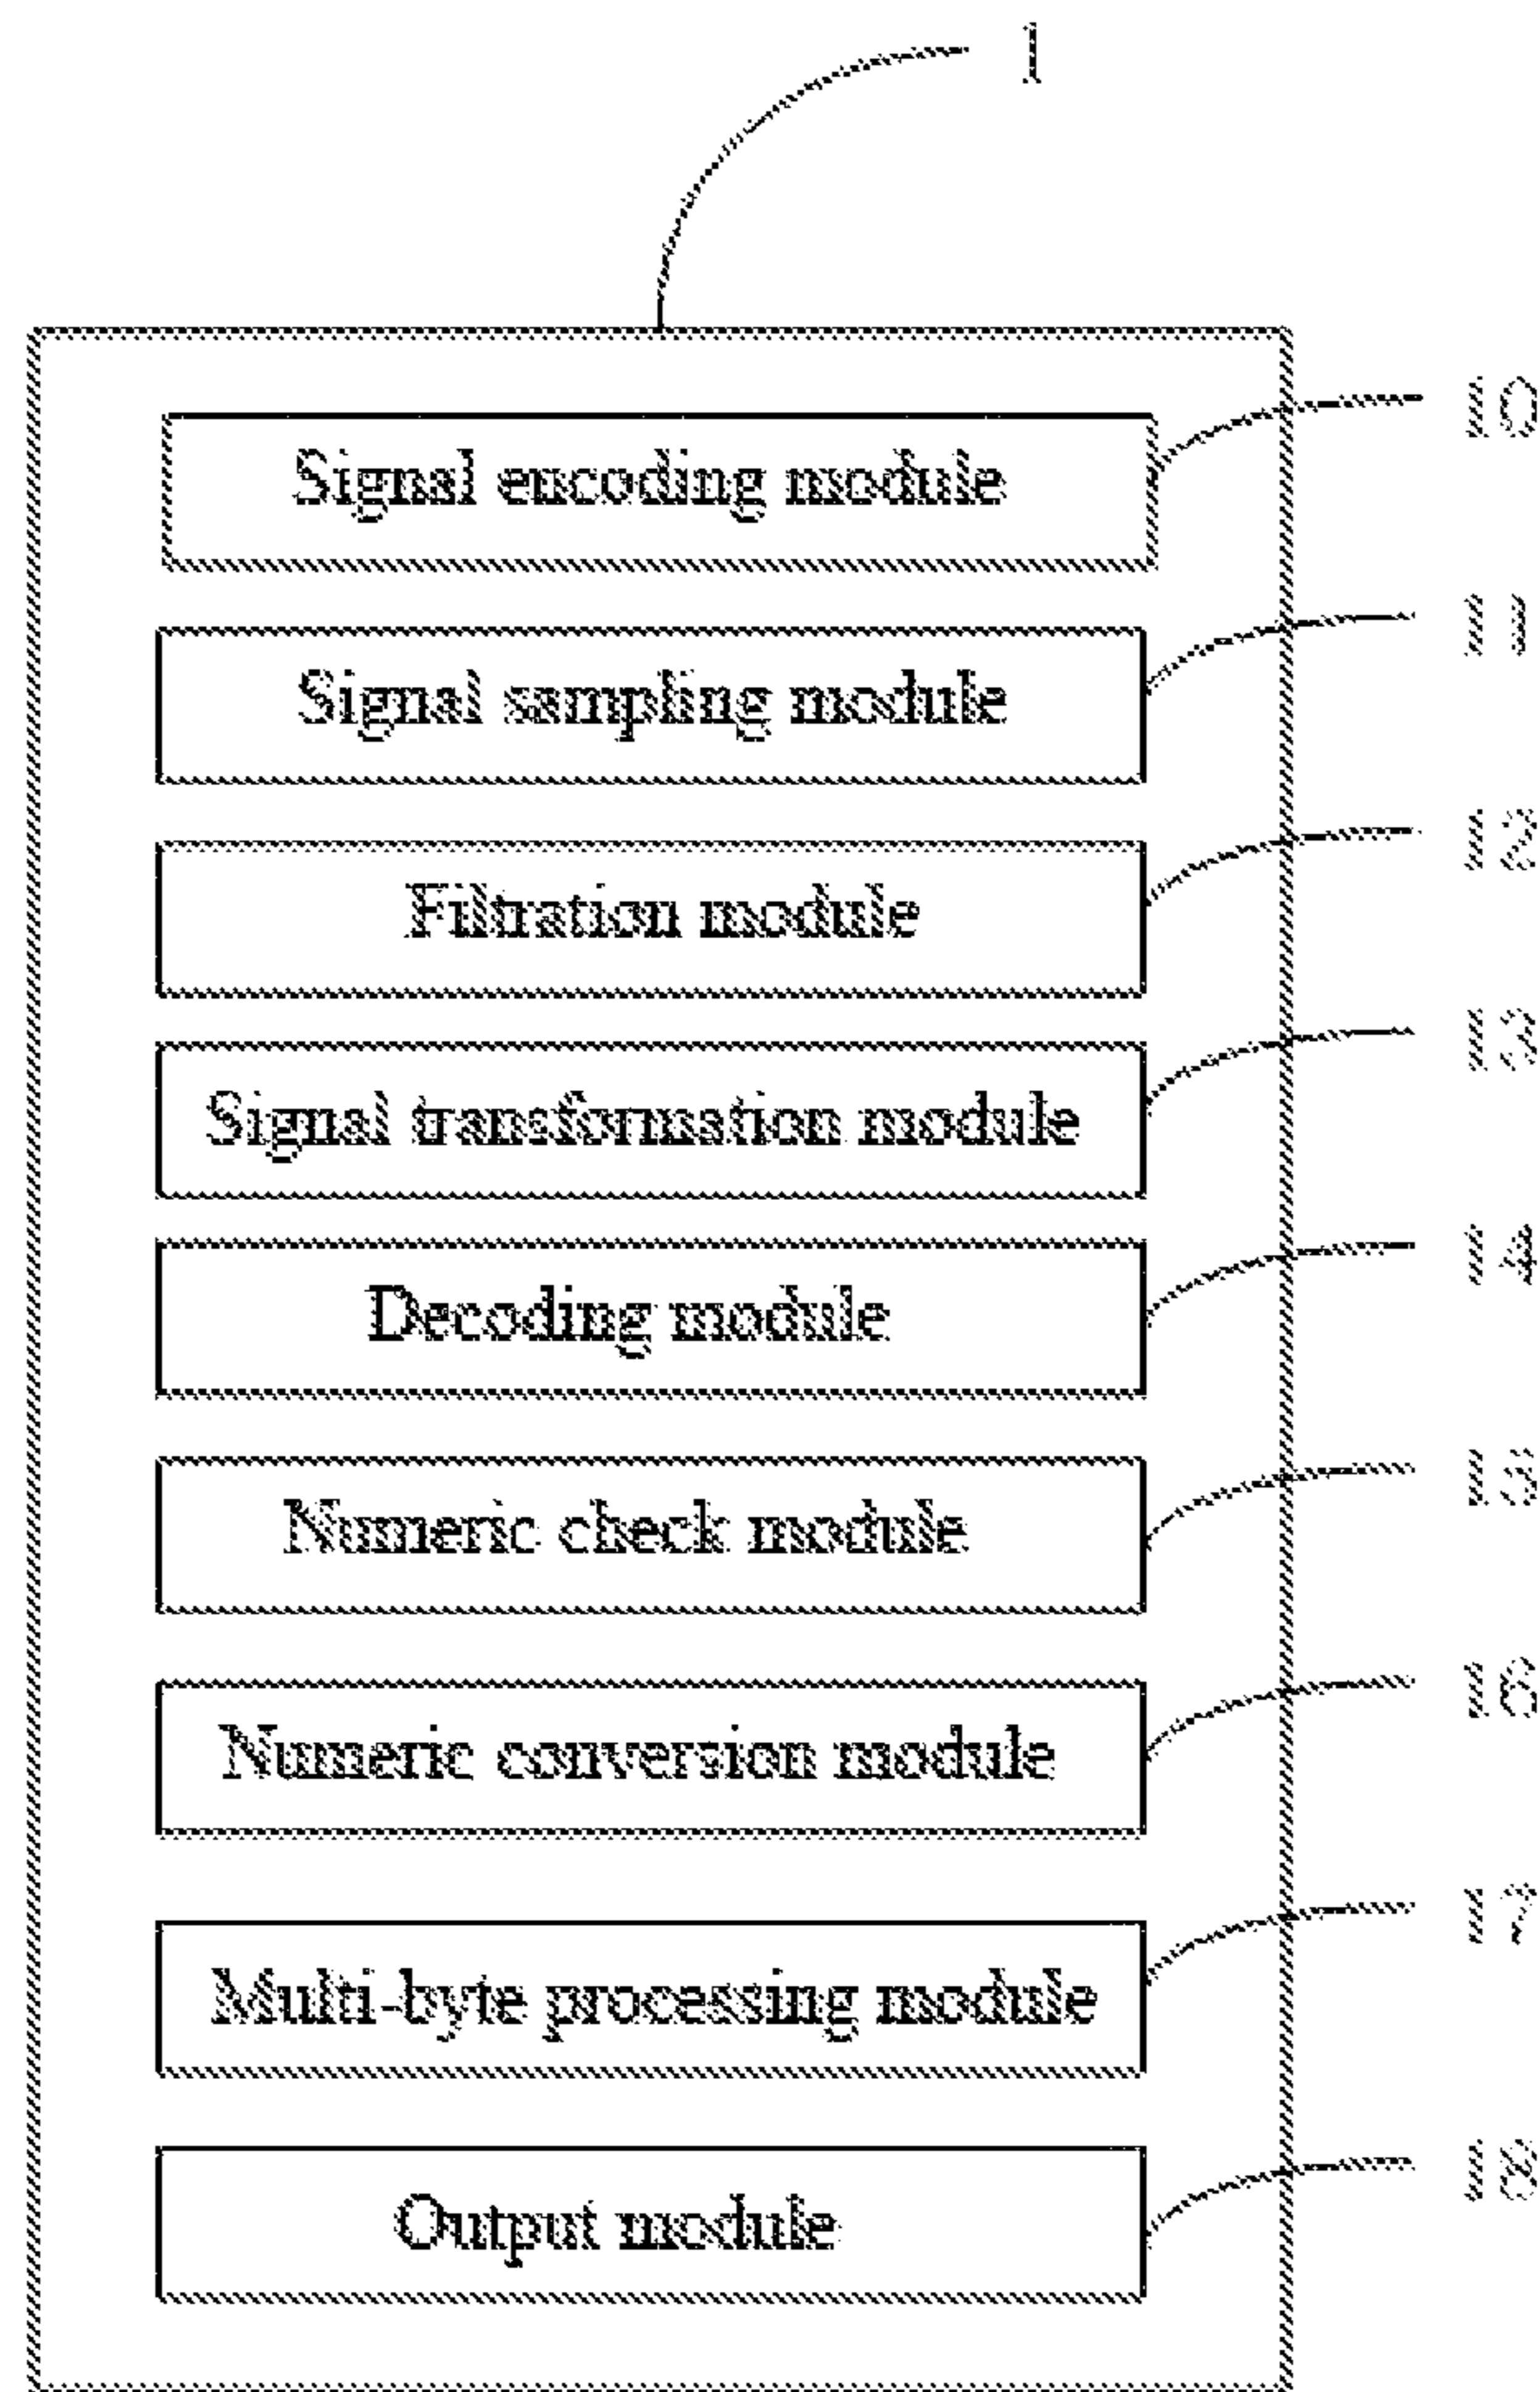 1
Signal encoding module 10
Signal sampling module 11
Filtration module 12
Signal transformation module 13
Decoding module 14
Numeric check module 15
Numeric conversion module 16
Multi-byte processing module 17
Output module 18